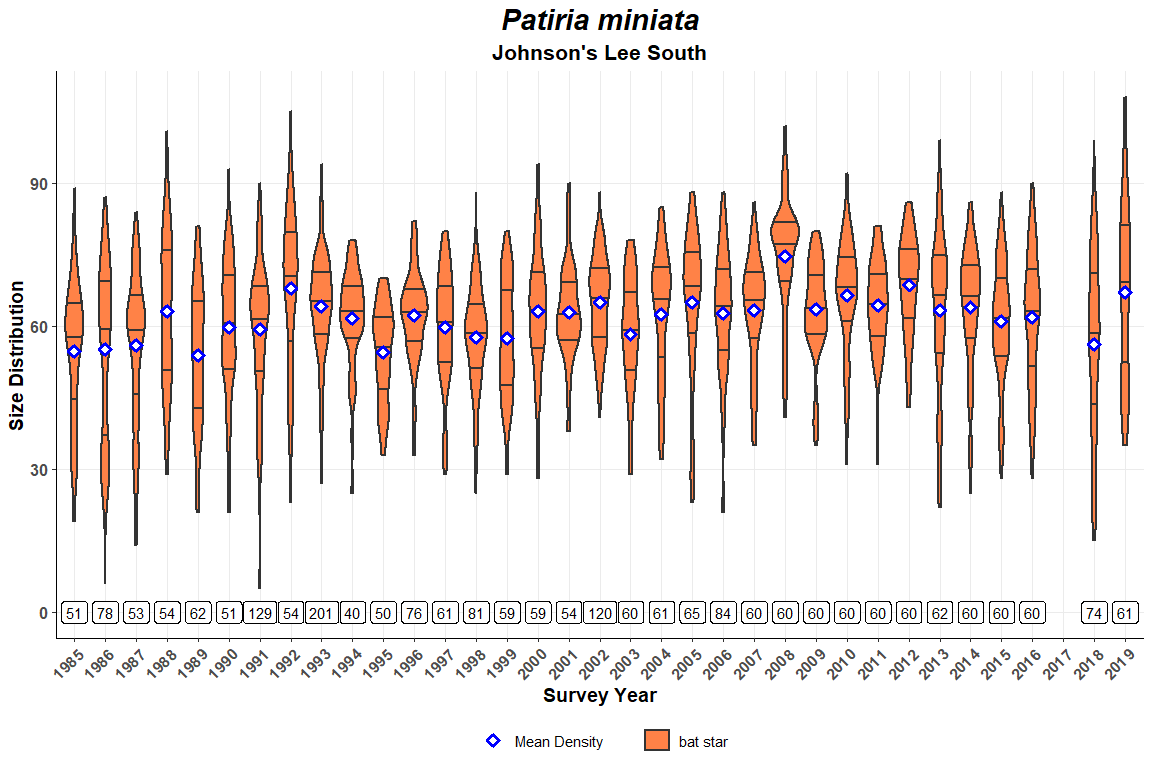 Patiria miniata
Johnson's Lee South
Size Distribution
90
60
30
0
51 78 53 54 62 51 129 54 201 40 50 76 61 81 59 59 54 120 60 61 65 84 60 60 60 60 60 60 62 60 60 60 74 61
1985 1986 1987 1988 1989 1990 1991 1992 1993 1994 1995 1996 1997 1998 1999 2000 2001 2002 2003 2004 2005 2006 2007 2008 2009 2010 2011 2012 2013 2014 2015 2016 2017 2018 2019
Survey Year
Mean Density bat star